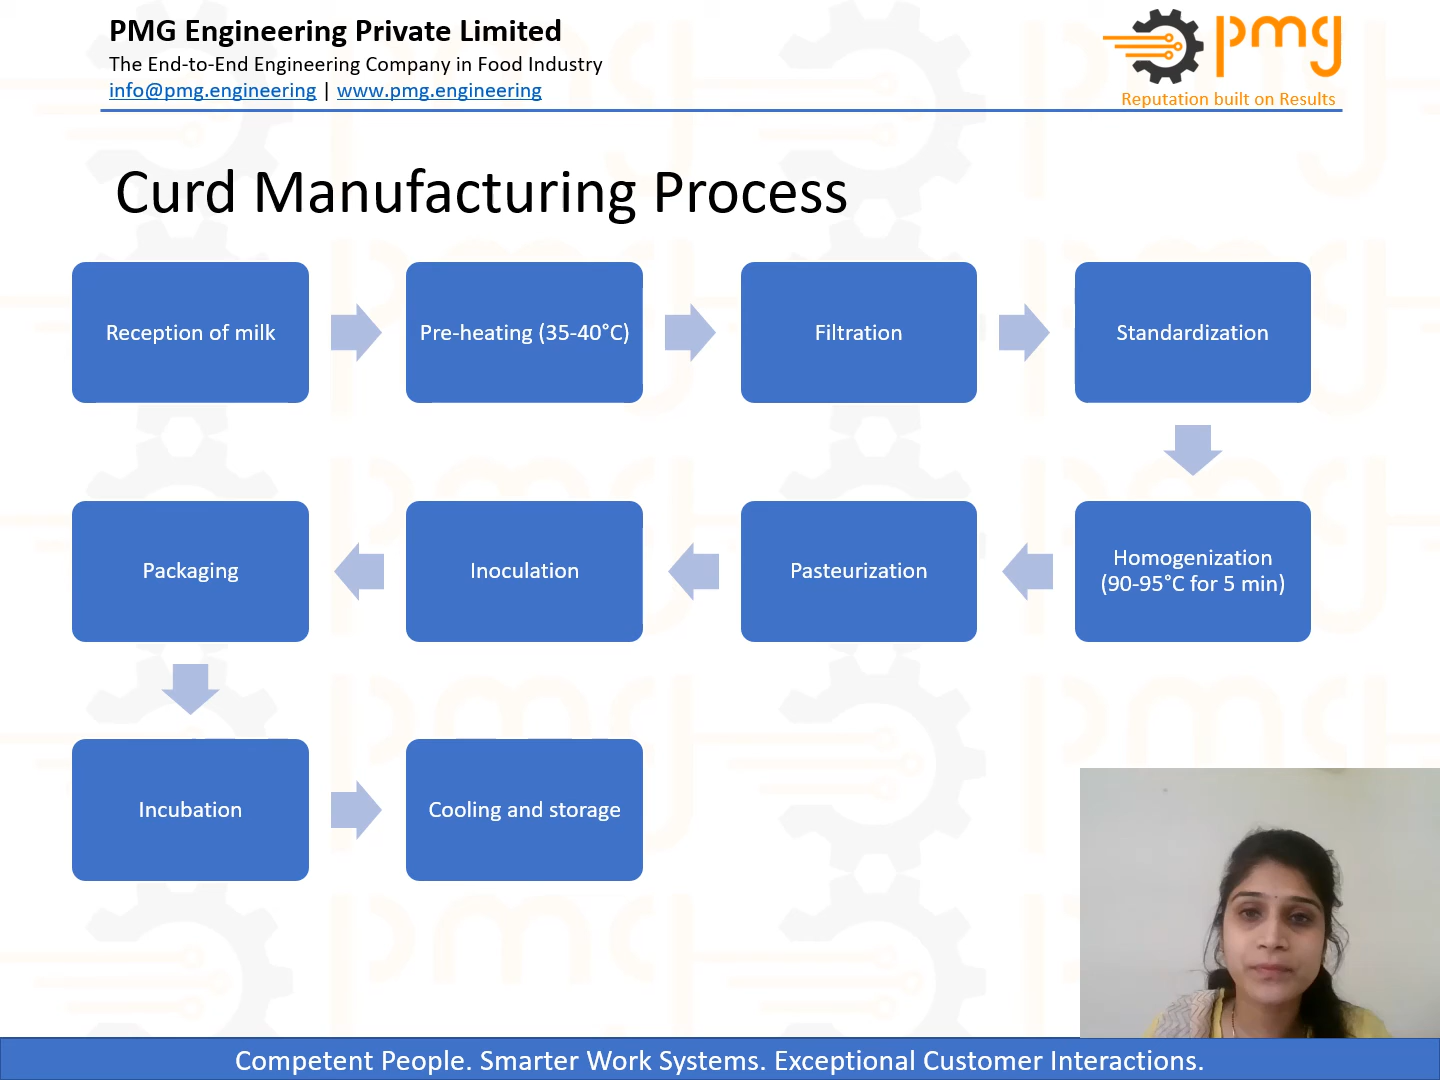 PMG Engineering Private Limited
The End-to-End Engineering Company in Food Industry
info@pmg.engineering | www.pmg.engineering
pmg
Reputation built on Results
Curd Manufacturing Process
Reception of milk
Pre-heating (35-40°C)
Filtration
Standardization
Homogenization
(90-95°C for 5 min)
Pasteurization
Inoculation
Packaging
Incubation
Cooling and storage
Competent People. Smarter Work Systems. Exceptional Customer Interactions.